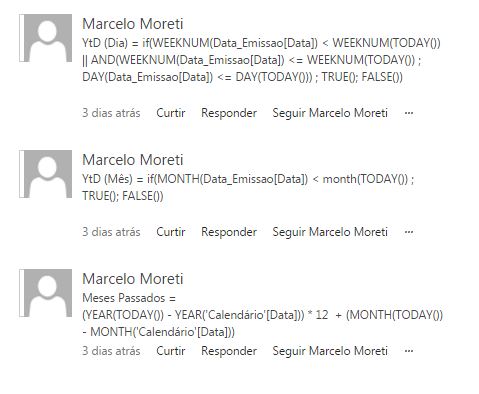 Marcelo Moreti
YtD (Dia) = if(WEEKNUM(Data_Emissao[Data]) < WEEKNUM(TODAY())
|| AND(WEEKNUM(Data_Emissao[Data]) <= WEEKNUM(TODAY()) ;
DAY(Data_Emissao[Data]) <= DAY(TODAY())) ; TRUE(); FALSE())
3 dias atrás Curtir Responder Seguir Marcelo Moreti ···
Marcelo Moreti
YtD (Mês) = if(MONTH(Data_Emissao[Data]) < month(TODAY()) ;
TRUE(); FALSE())
3 dias atrás Curtir Responder Seguir Marcelo Moreti ···
Marcelo Moreti
Meses Passados =
(YEAR(TODAY()) - YEAR('Calendário'[Data])) * 12 + (MONTH(TODAY())
- MONTH('Calendário'[Data]))
3 dias atrás Curtir Responder Seguir Marcelo Moreti ···